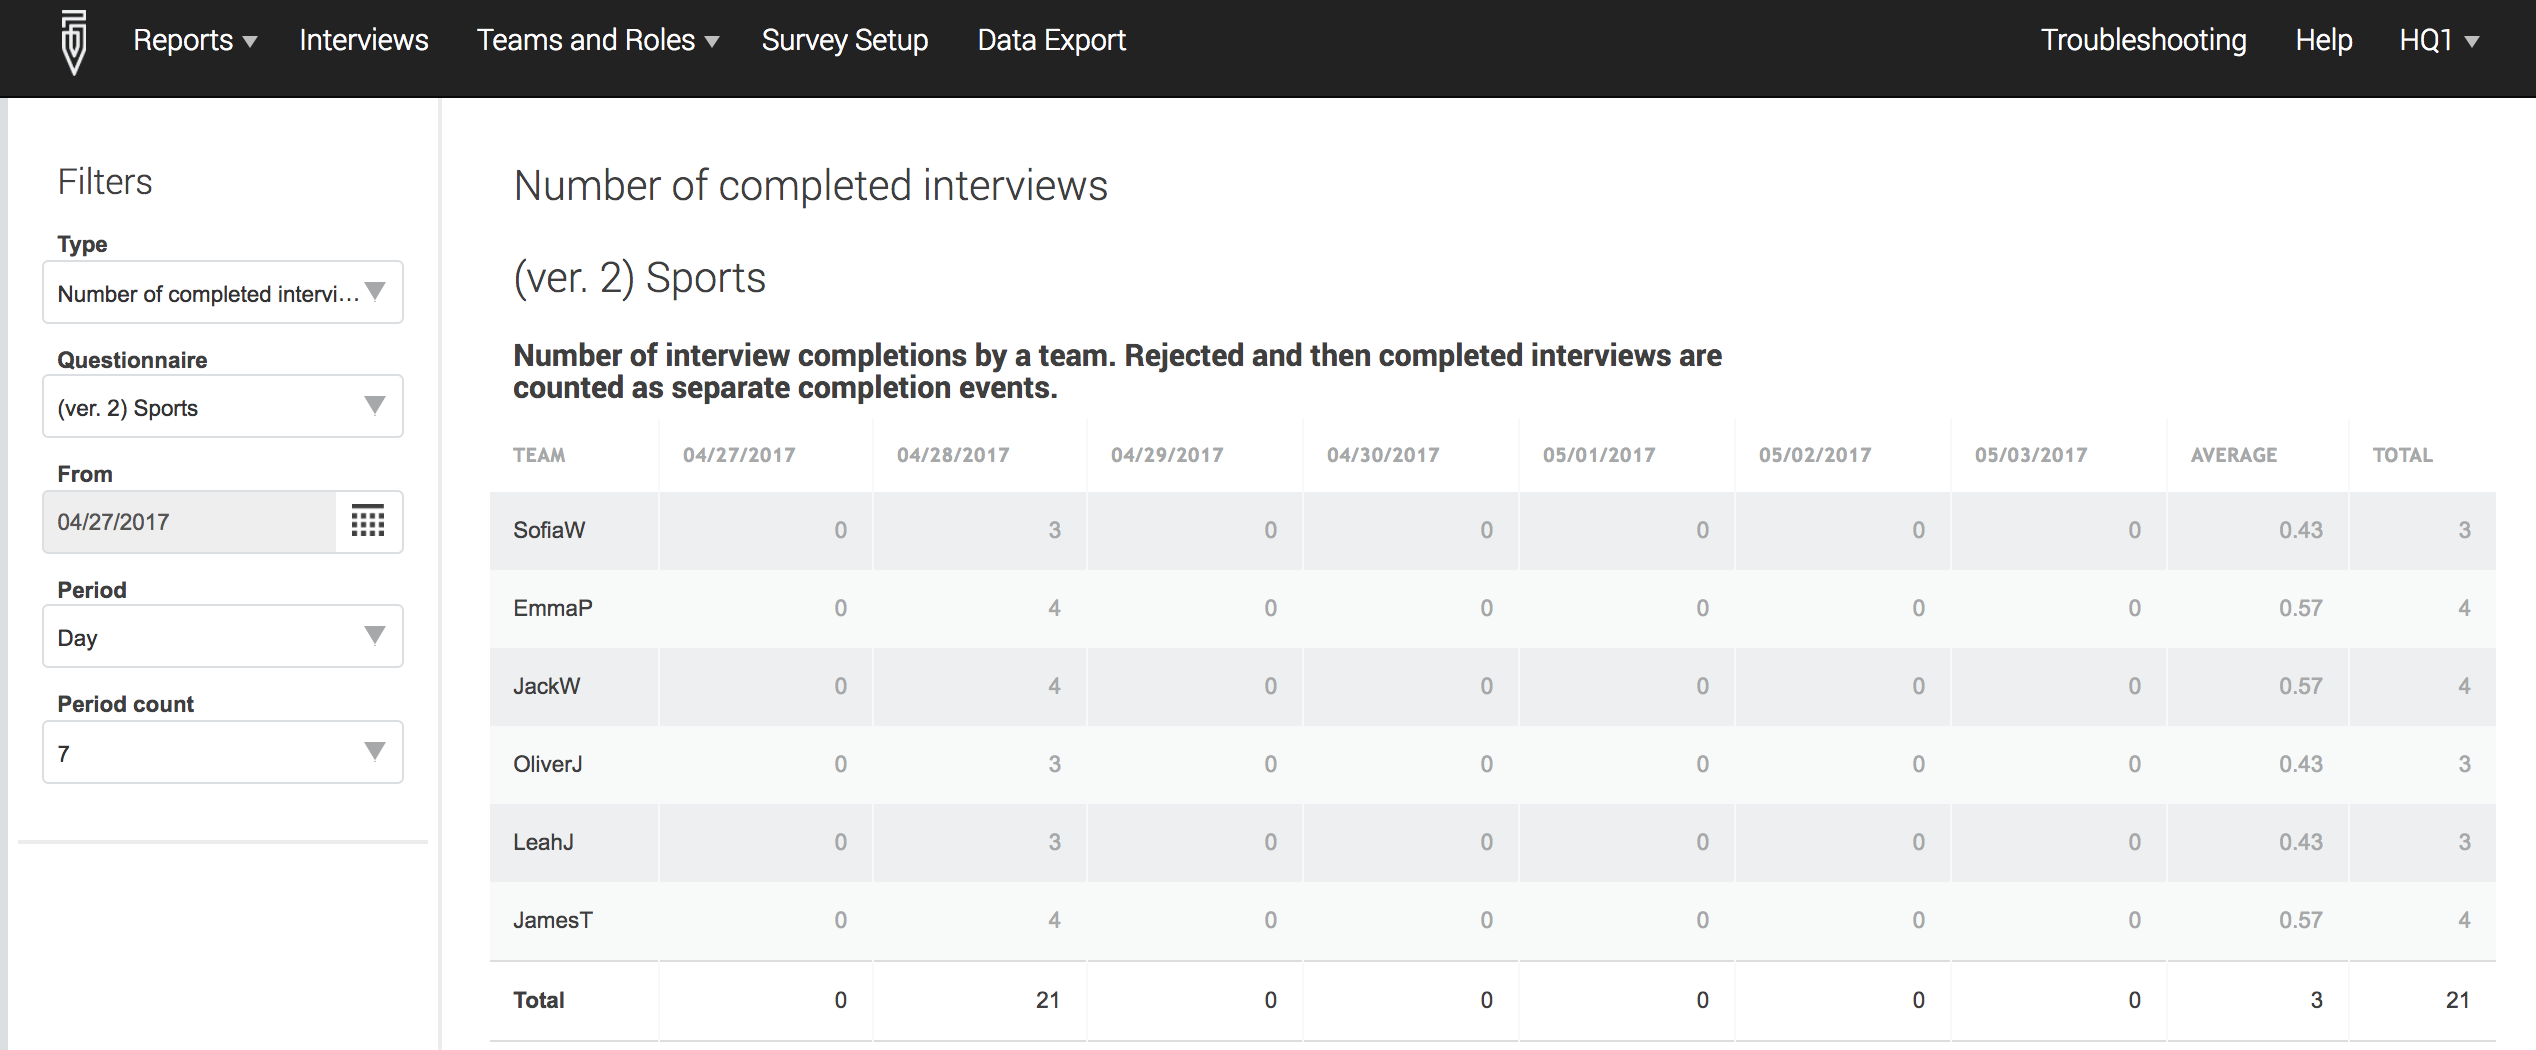 Reports Interviews Teams and Roles Survey Setup Data Export Troubleshooting Help HQ1
Filters
Type
Number of completed intervi...
Questionnaire
(ver. 2) Sports
From
04/27/2017
Period
Day
Period count
7
Number of completed interviews
(ver. 2) Sports
Number of interview completions by a team. Rejected and then completed interviews are
counted as separate completion events.
TEAM 04/27/2017 04/28/2017 04/29/2017 04/30/2017 05/01/2017 05/02/2017 05/03/2017 AVERAGE TOTAL
SofiaW 0 3 0 0 0 0 0 0.43 3
EmmaP 0 4 0 0 0 0 0 0.57 4
JackW 0 4 0 0 0 0 0 0.57 4
OliverJ 0 3 0 0 0 0 0 0.43 3
LeahJ 0 3 0 0 0 0 0 0.43 3
JamesT 0 4 0 0 0 0 0 0.57 4
Total 0 21 0 0 0 0 0 3 21